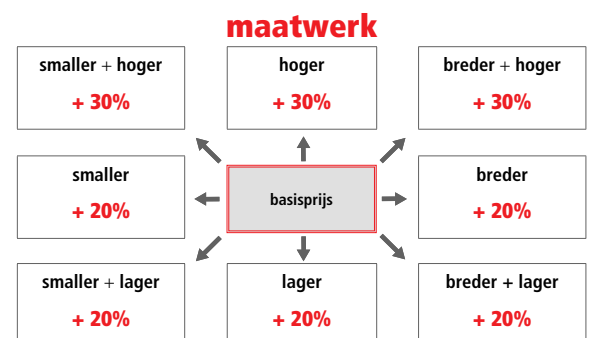 maatwerk
smaller + hoger
+ 30%
hoger
+ 30%
breder + hoger
+ 30%
smaller
+ 20%
basisprijs
breder
+ 20%
smaller + lager
+ 20%
lager
+ 20%
breder + lager
+ 20%